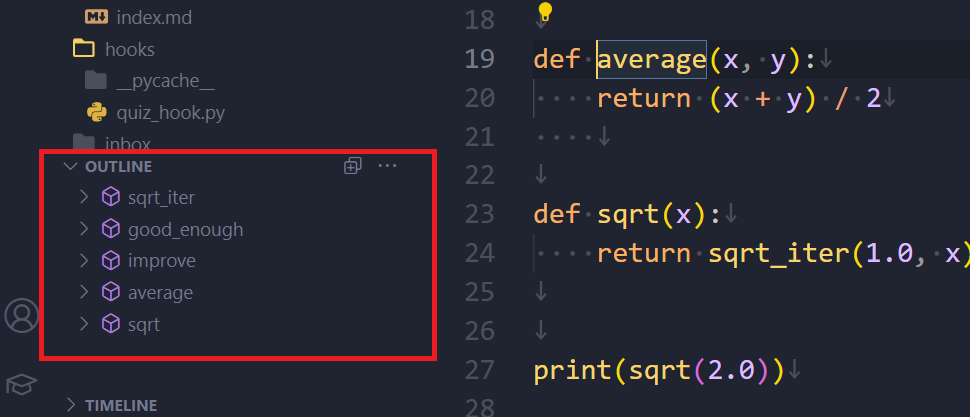 index.md
hooks
__pycache__
quiz_hook.py
inbox
OUTLINE
sqrt_iter
good_enough
improve
average
sqrt
TIMELINE
18
19 def average(x, y):
20     return (x + y) / 2
21
22
23 def sqrt(x):
24     return sqrt_iter(1.0, x)
25
26
27 print(sqrt(2.0))
28